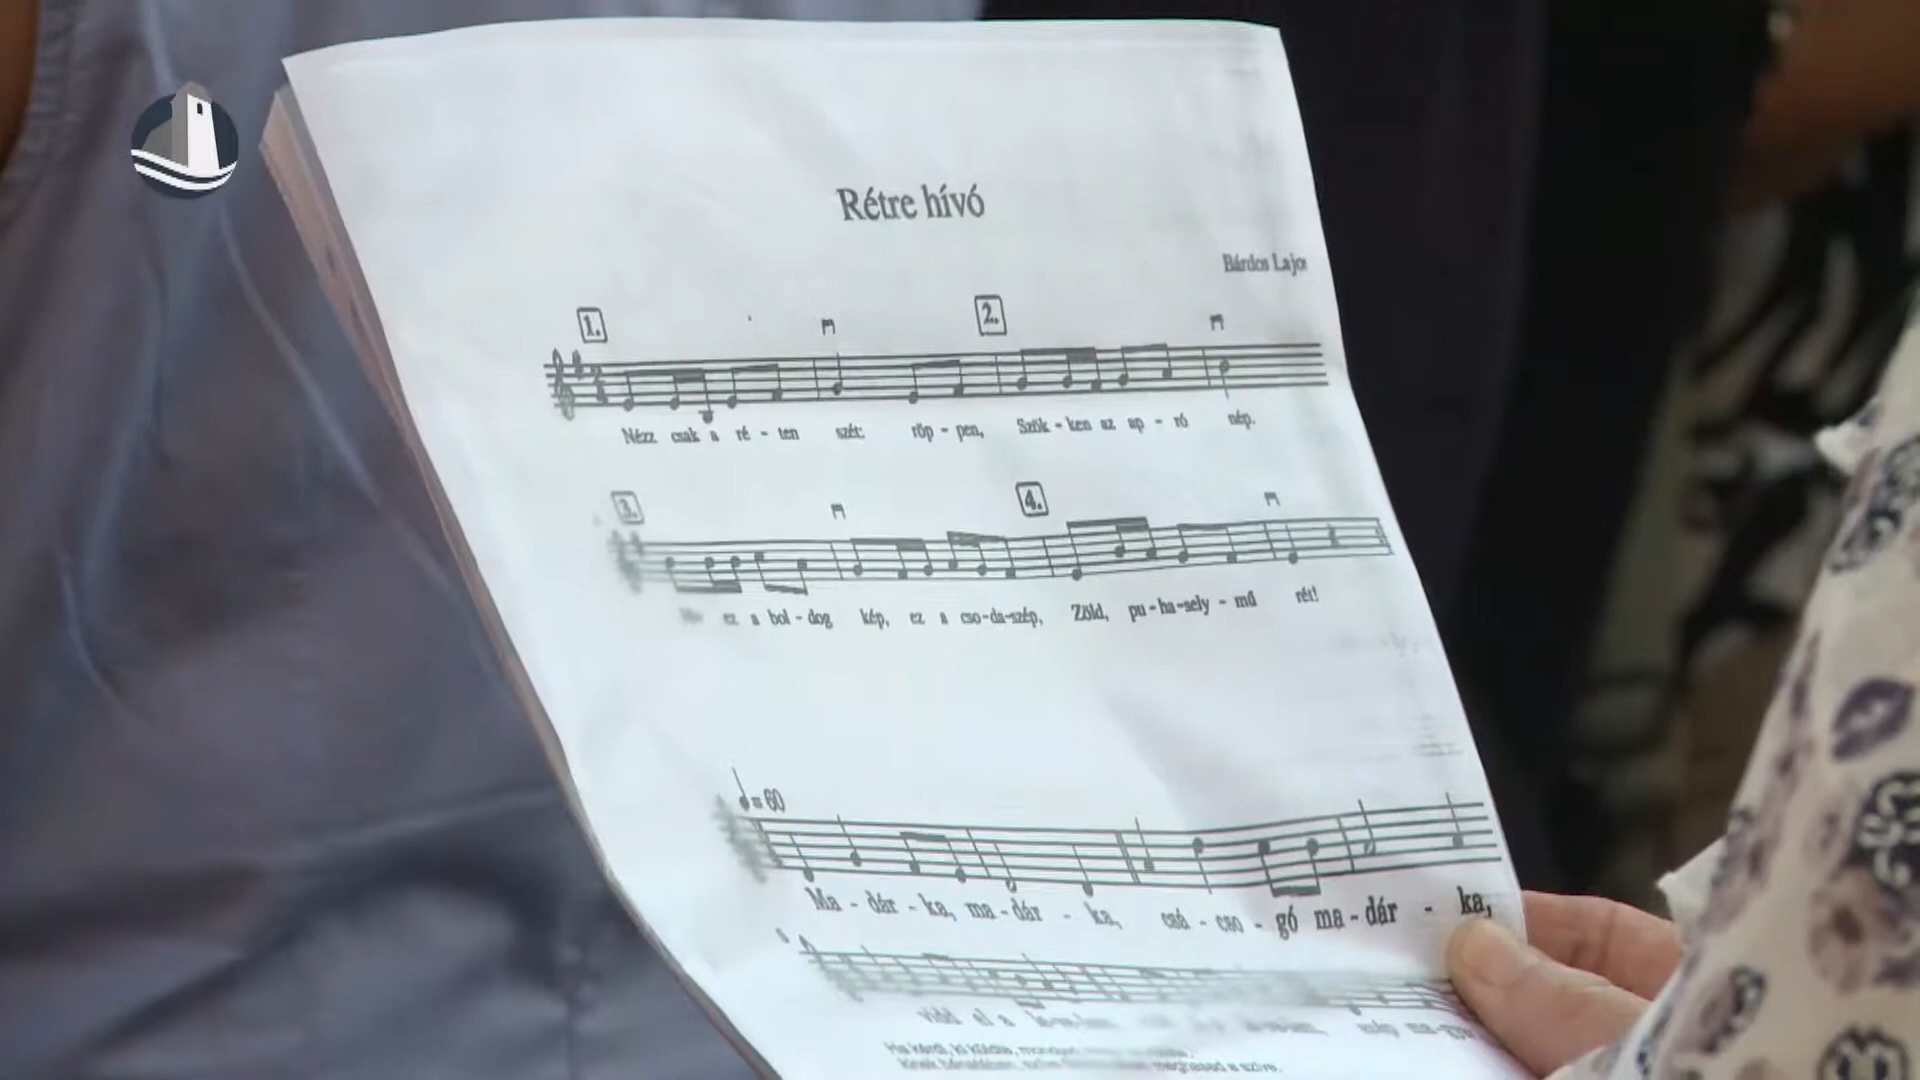 Rétre hívó
Bárdos Lajos
1. 2.
Nézz csak a ré - ten szét: röp - pen, Szök - ken az ap - ró nép.
3. 4.
ez a bol - dog kép, ez a cso-da-szép, Zöld, pu-ha-sely - mű rét!
= 60
Ma - dár - ka, ma - dár - ka, csá - cso - gó ma - dár - ka,
vidd el a